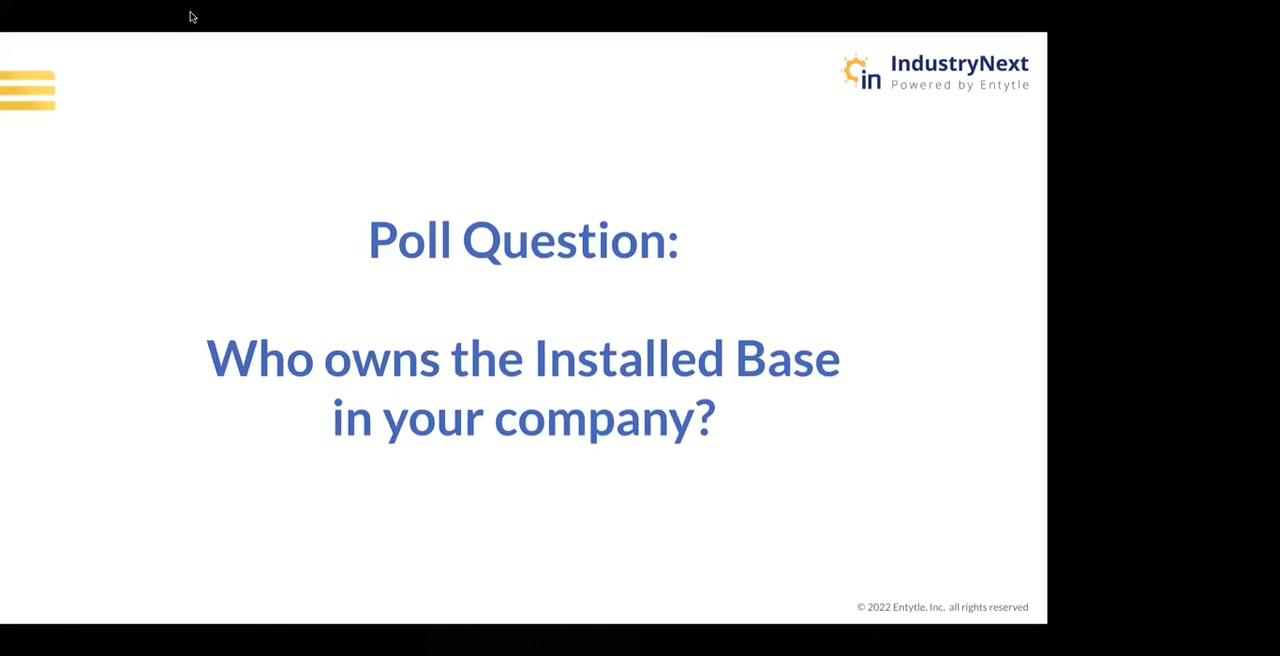 in IndustryNext
Powered by Entytle
Poll Question:
Who owns the Installed Base
in your company?
© 2022 Entytle, Inc. all rights reserved